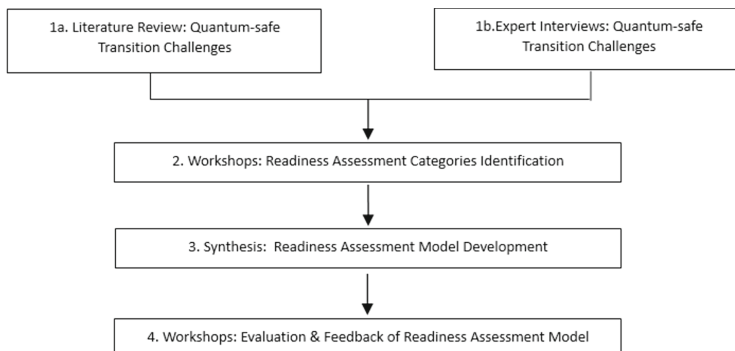 1a. Literature Review: Quantum-safe
Transition Challenges
1b.Expert Interviews: Quantum-safe
Transition Challenges
2. Workshops: Readiness Assessment Categories Identification
3. Synthesis:  Readiness Assessment Model Development
4. Workshops: Evaluation & Feedback of Readiness Assessment Model